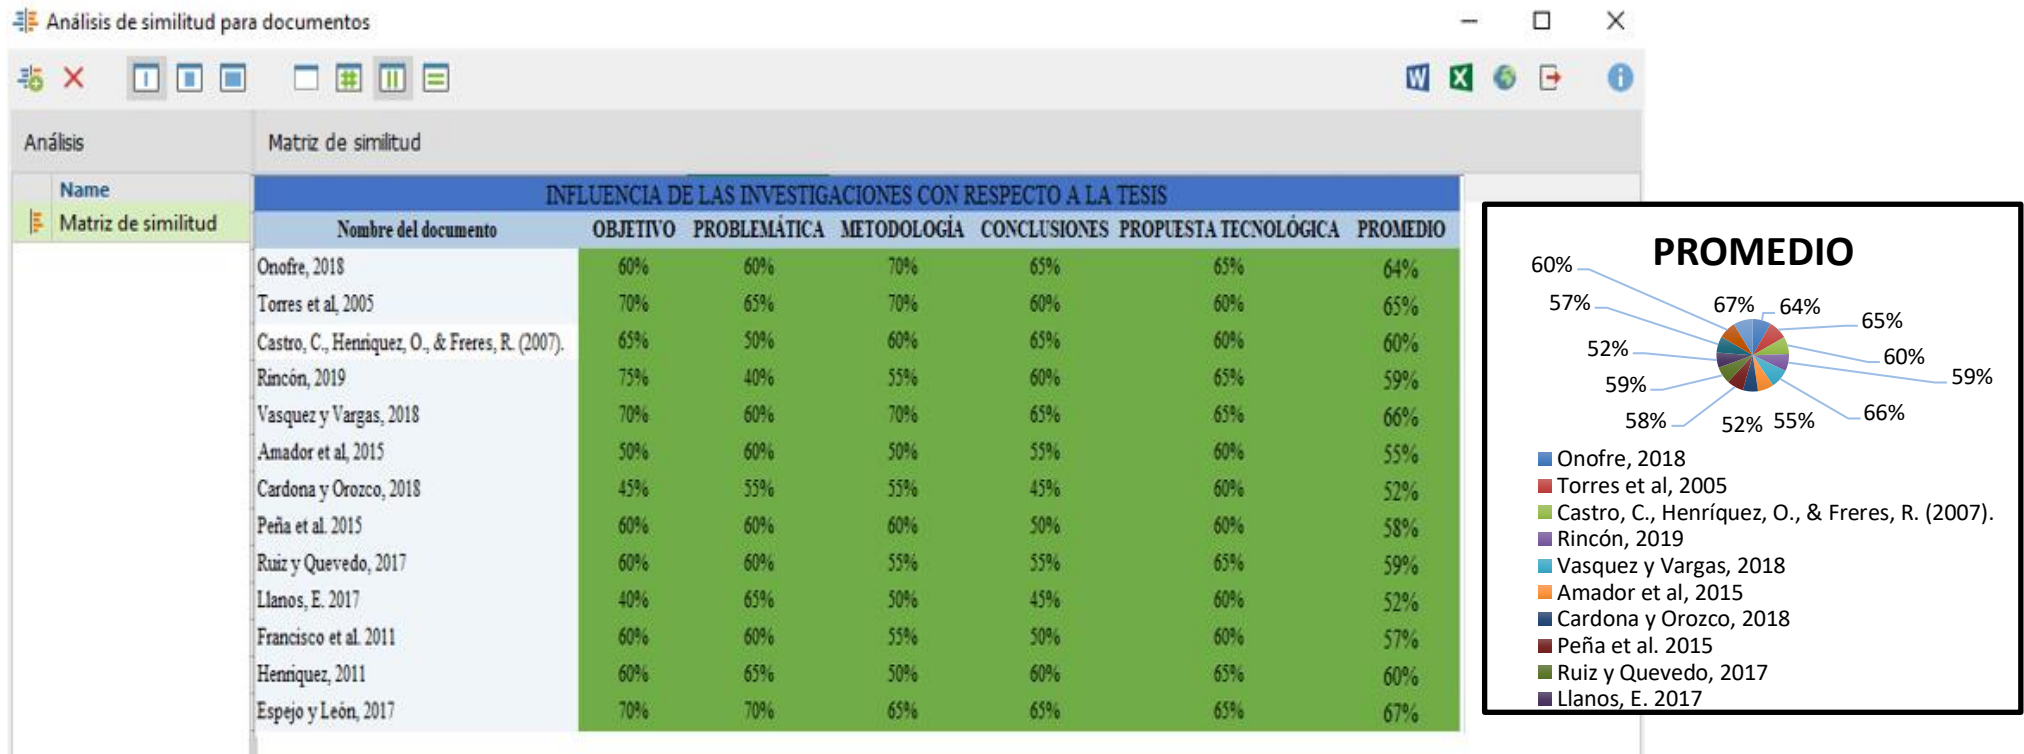 Análisis de similitud para documentos
Análisis
Matriz de similitud
Name
Matriz de similitud
INFLUENCIA DE LAS INVESTIGACIONES CON RESPECTO A LA TESIS
Nombre del documento OBJETIVO PROBLEMÁTICA METODOLOGÍA CONCLUSIONES PROPUESTA TECNOLÓGICA PROMEDIO
Onofre, 2018 60% 60% 70% 65% 65% 64%
Torres et al, 2005 70% 65% 70% 60% 60% 65%
Castro, C., Henriquez, O., & Freres, R. (2007). 65% 50% 60% 65% 60% 60%
Rincón, 2019 75% 40% 55% 60% 65% 59%
Vasquez y Vargas, 2018 70% 60% 70% 65% 65% 66%
Amador et al, 2015 50% 60% 50% 55% 60% 55%
Cardona y Orozco, 2018 45% 55% 55% 45% 60% 52%
Peña et al. 2015 60% 60% 60% 50% 60% 58%
Ruiz y Quevedo, 2017 60% 60% 55% 55% 65% 59%
Llanos, E. 2017 40% 65% 50% 45% 60% 52%
Francisco et al. 2011 60% 60% 55% 50% 60% 57%
Henriquez, 2011 60% 65% 50% 60% 65% 60%
Espejo y León, 2017 70% 70% 65% 65% 65% 67%
PROMEDIO
60%
57% 67% 64%
65%
52% 60%
59% 59%
58% 52% 55% 66%
Onofre, 2018
Torres et al, 2005
Castro, C., Henríquez, O., & Freres, R. (2007).
Rincón, 2019
Vasquez y Vargas, 2018
Amador et al, 2015
Cardona y Orozco, 2018
Peña et al. 2015
Ruiz y Quevedo, 2017
Llanos, E. 2017